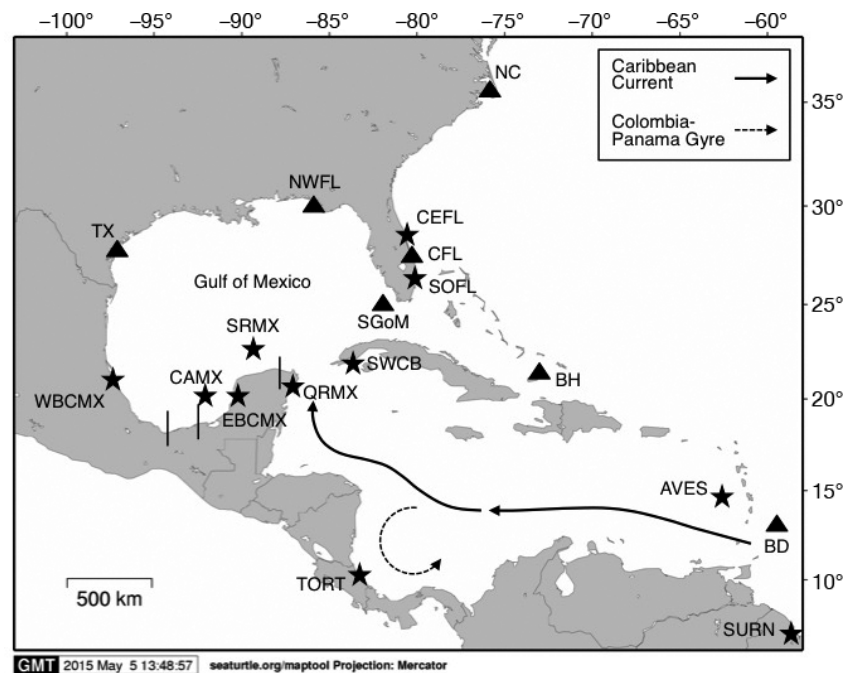 –100° –95° –90° –85° –80° –75° –70° –65° –60°
NC
Caribbean
Current
Colombia-
Panama Gyre
35°
30°
25°
20°
15°
10°
NWFL
TX
CEFL
CFL
SOFL
Gulf of Mexico
SGoM
SRMX
SWCB
CAMX
WBCMX
QRMX
EBCMX
BH
AVES
BD
TORT
500 km
SURN
GMT 2015 May 5 13:48:57 seaturtle.org/maptool Projection: Mercator